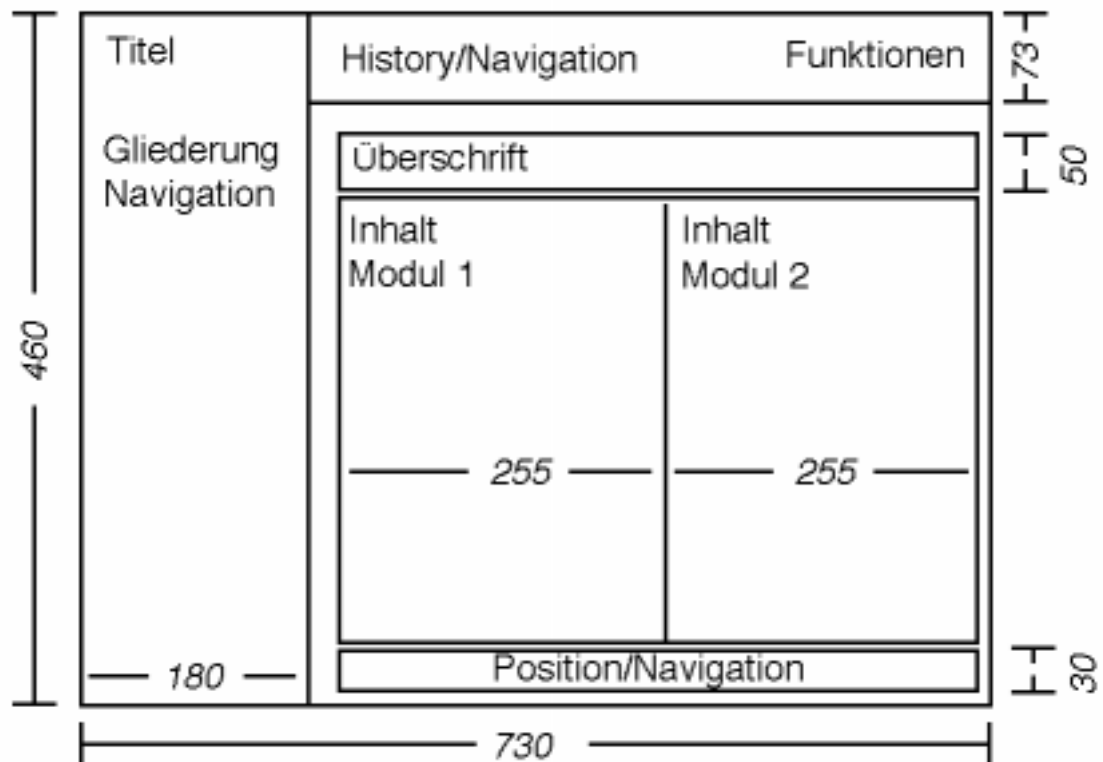 Titel
History/Navigation
Funktionen
73
Gliederung
Navigation
Überschrift
50
Inhalt
Modul 1
Inhalt
Modul 2
460
255
255
180
Position/Navigation
30
730